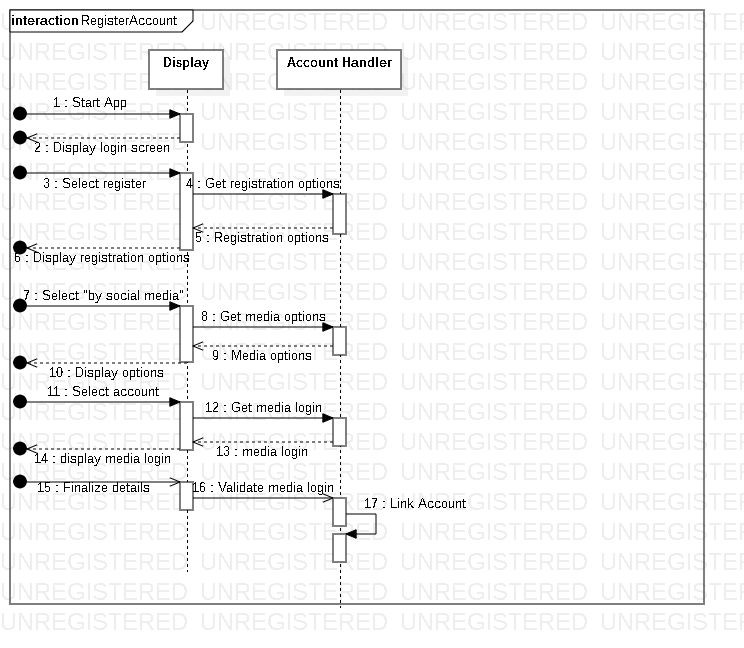 interaction RegisterAccount
Display
Account Handler
1 : Start App
2 : Display login screen
3 : Select register
4 : Get registration options
5 : Registration options
6 : Display registration options
7 : Select "by social media"
8 : Get media options
9 : Media options
10 : Display options
11 : Select account
12 : Get media login
13 : media login
14 : display media login
15 : Finalize details
16 : Validate media login
17 : Link Account
UNREGISTERED UNREGISTERED UNREGISTERED UNREGISTERED